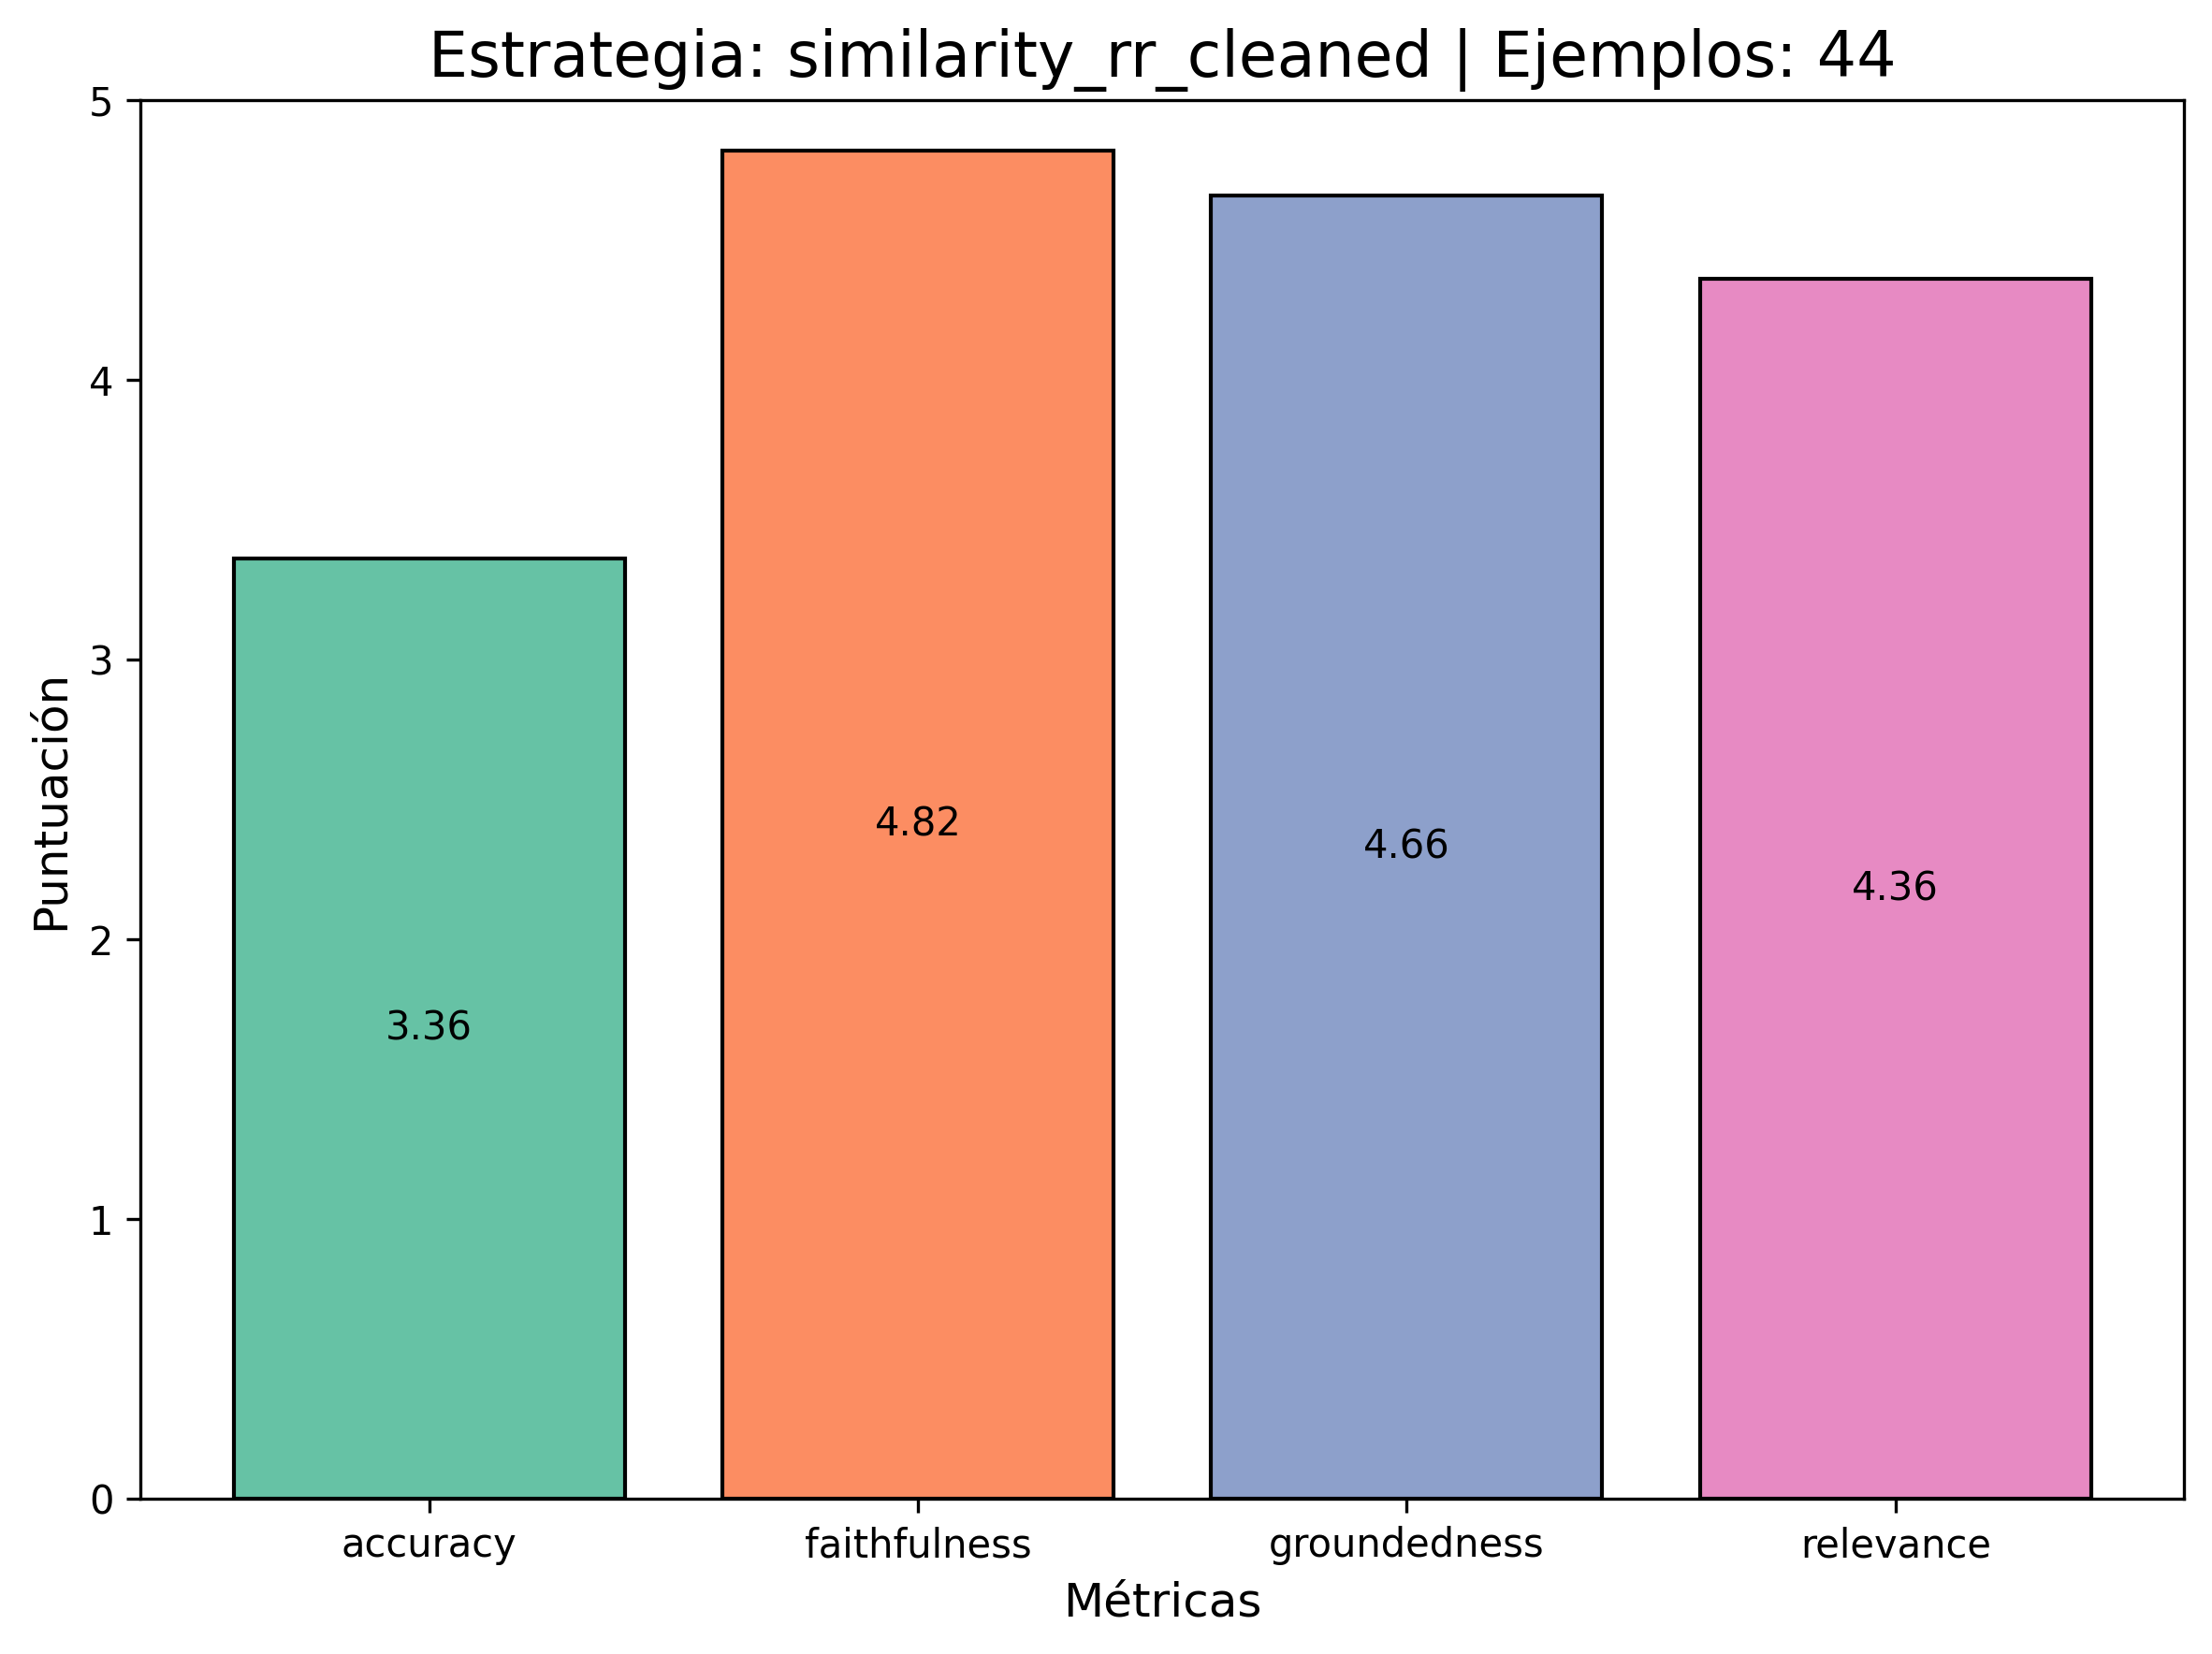 Estrategia: similarity_rr_cleaned | Ejemplos: 44
Puntuación
5
4
3
2
1
0
3.36
4.82
4.66
4.36
accuracy
faithfulness
groundedness
relevance
Métricas